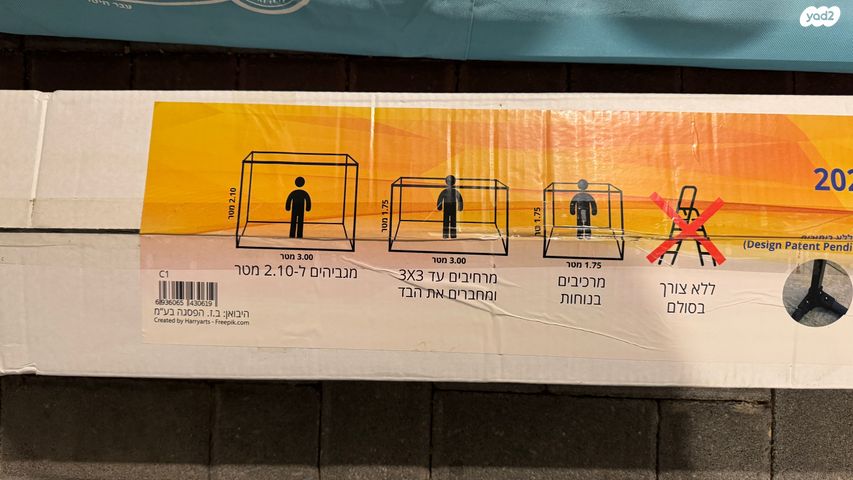 yad2
202
(Design Patent Pendi
ללא צורך
בסולם
1.75 מטר
1.75 מטר
מרכיבים
בנוחות
1.75 מטר
3.00 מטר
מרחיבים עד 3X3
ומחברים את הבד
2.10 מטר
3.00 מטר
מגביהים ל-2.10 מטר
C1
6936065 430619
היבואן: ב.ז. הפסגה בע"מ
Created by Harryarts - Freepik.com